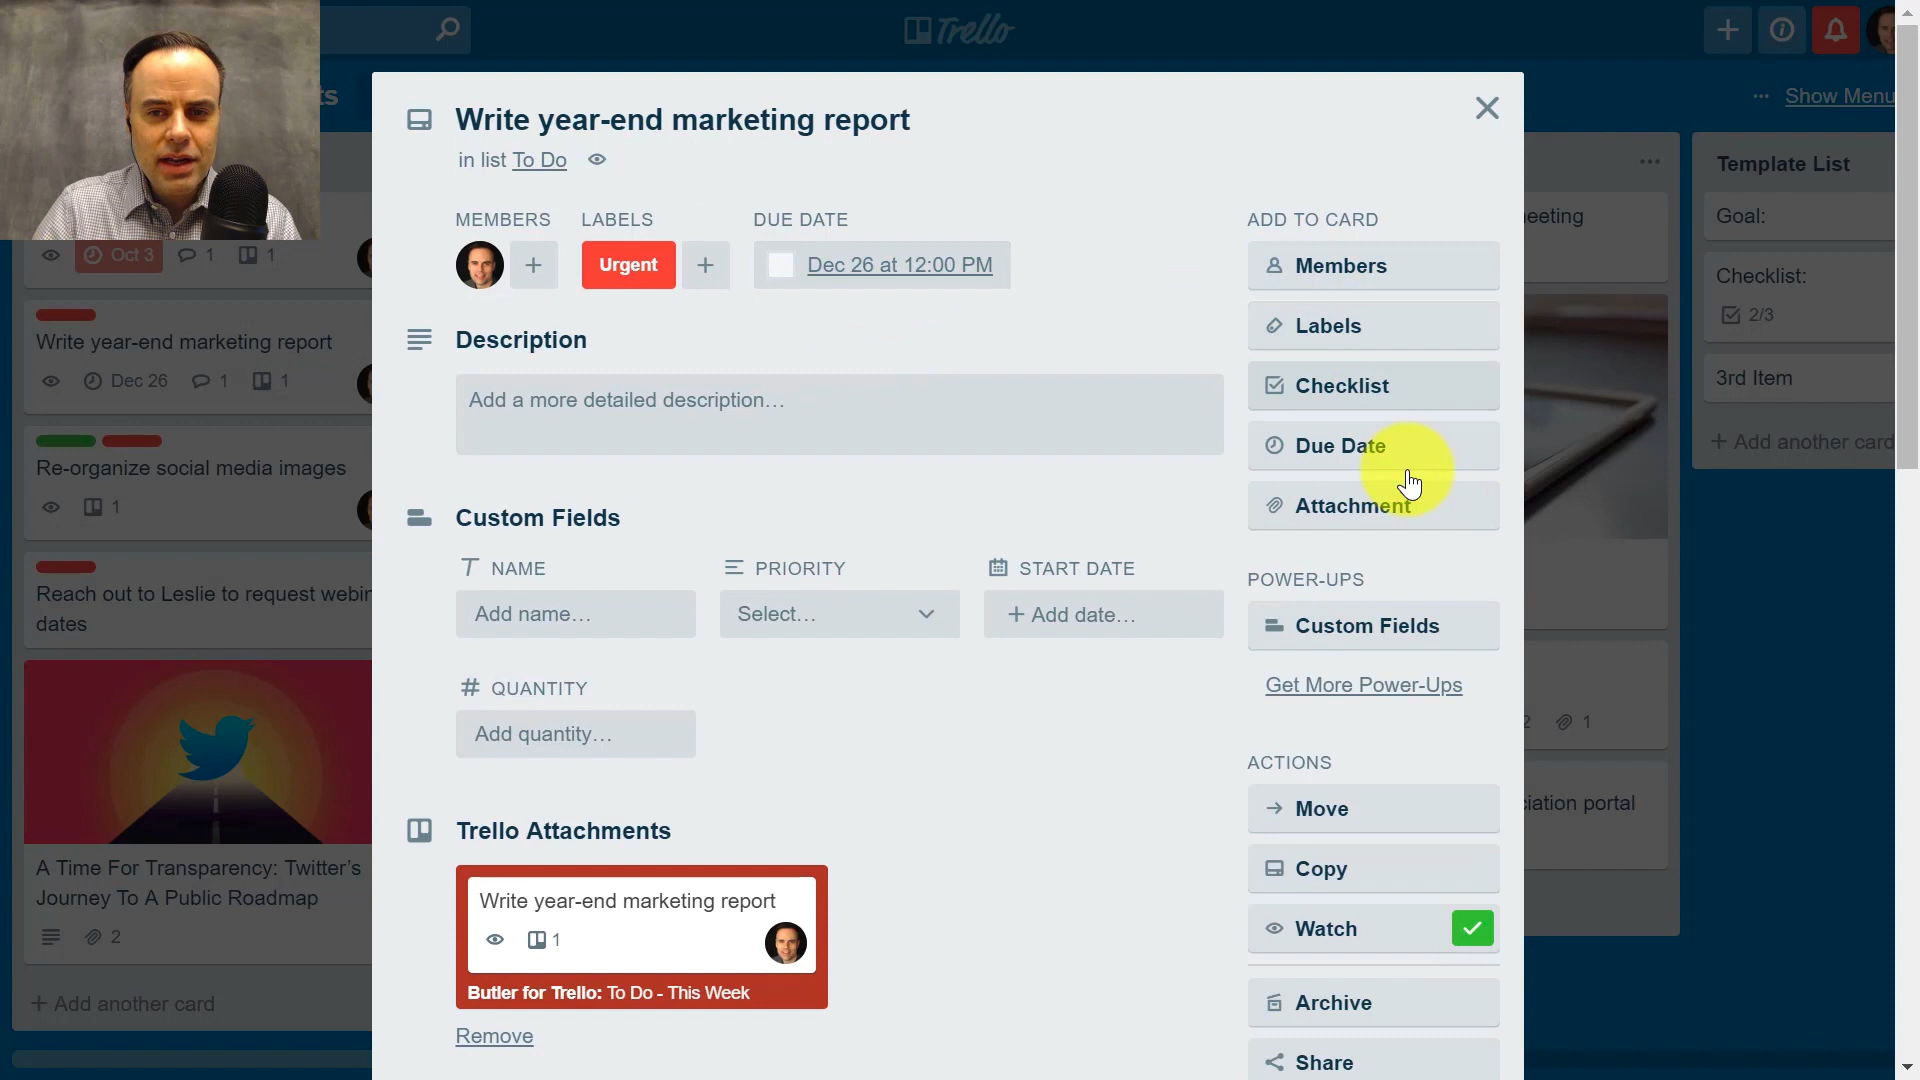 Trello
ts
... Show Menu
Write year-end marketing report
in list To Do
MEMBERS
LABELS
DUE DATE
Urgent
Dec 26 at 12:00 PM
Description
Add a more detailed description…
Custom Fields
NAME
PRIORITY
START DATE
Add name…
Select…
+ Add date…
# QUANTITY
Add quantity…
Trello Attachments
Write year-end marketing report
1
Butler for Trello: To Do - This Week
Remove
ADD TO CARD
Members
Labels
Checklist
Due Date
Attachment
POWER-UPS
Custom Fields
Get More Power-Ups
ACTIONS
Move
Copy
Watch
Archive
Share
Oct 3
1
1
Write year-end marketing report
Dec 26
1
1
Re-organize social media images
1
Reach out to Leslie to request webin
dates
A Time For Transparency: Twitter’s
Journey To A Public Roadmap
2
+ Add another card
eeting
2
1
iation portal
Template List
Goal:
Checklist:
2/3
3rd Item
+ Add another card